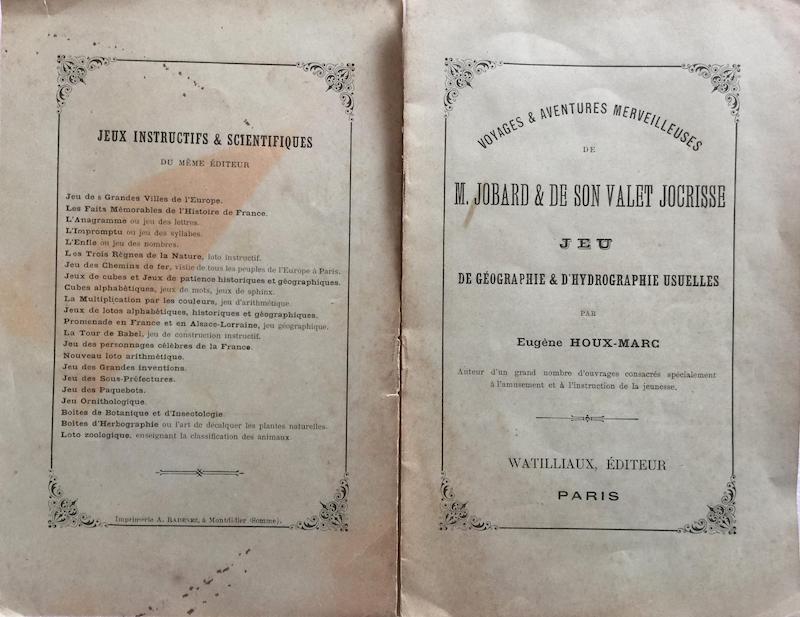 JEUX INSTRUCTIFS & SCIENTIFIQUES
DU MÊME ÉDITEUR
Jeu de s Grandes Villes de l'Europe.
Les Faits Mémorables de l'Histoire de France.
L'Anagramme ou jeu des lettres.
L'Impromptu ou jeu des syllabes.
L'Enfle ou jeu des nombres.
Les Trois Règnes de la Nature, loto instructif.
Jeu des Chemins de fer, visite de tous les peuples de l'Europe à Paris.
Jeux de cubes et Jeux de patience historiques et géographiques.
Cubes alphabétiques, jeux de mots, jeux de sphinx.
La Multiplication par les couleurs, jeu d'arithmétique.
Jeux de lotos alphabétiques, historiques et géographiques.
Promenade en France et en Alsace-Lorraine, jeu géographique.
La Tour de Babel, jeu de construction instructif.
Jeu des personnages célèbres de la France.
Nouveau loto arithmétique.
Jeu des Grandes inventions.
Jeu des Sous-Préfectures.
Jeu des Paquebots.
Jeu Ornithologique.
Boîtes de Botanique et d'Insectologie.
Boîtes d'Herbographie ou l'art de décalquer les plantes naturelles.
Loto zoologique, enseignant la classification des animaux.
Imprimerie A. RADENEZ, à Montdidier (Somme).
VOYAGES & AVENTURES MERVEILLEUSES
DE
M. JOBARD & DE SON VALET JOCRISSE
JEU
DE GÉOGRAPHIE & D'HYDROGRAPHIE USUELLES
PAR
Eugène HOUX-MARC
Auteur d'un grand nombre d'ouvrages consacrés spécialement
à l'amusement et à l'instruction de la jeunesse.
WATILLIAUX, ÉDITEUR
PARIS